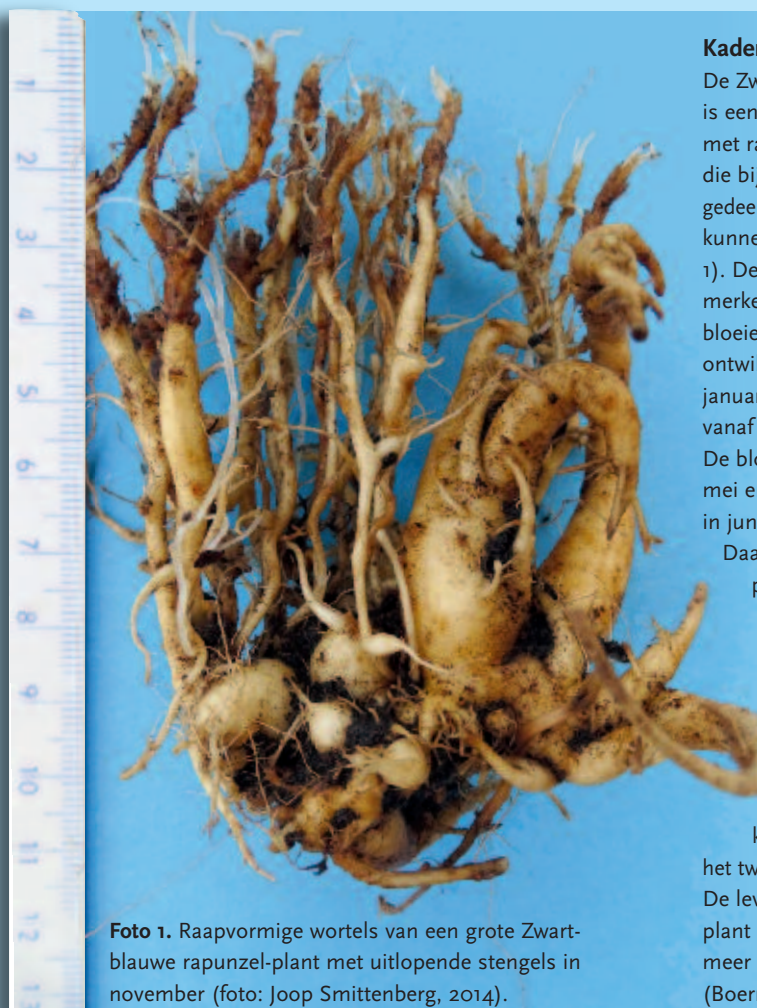 1
2
3
4
5
6
7
8
9
10
11
12
13
Foto 1. Raapvormige wortels van een grote Zwart-
blauwe rapunzel-plant met uitlopende stengels in
november (foto: Joop Smittenberg, 2014).
Kader
De Zw
is een
met ra
die bij
gedee
kunne
1). De
merke
bloeie
ontwi
januar
vanaf
De blo
mei e
in jun
Daa
p
k
het tw
De lev
plant
meer
(Boer